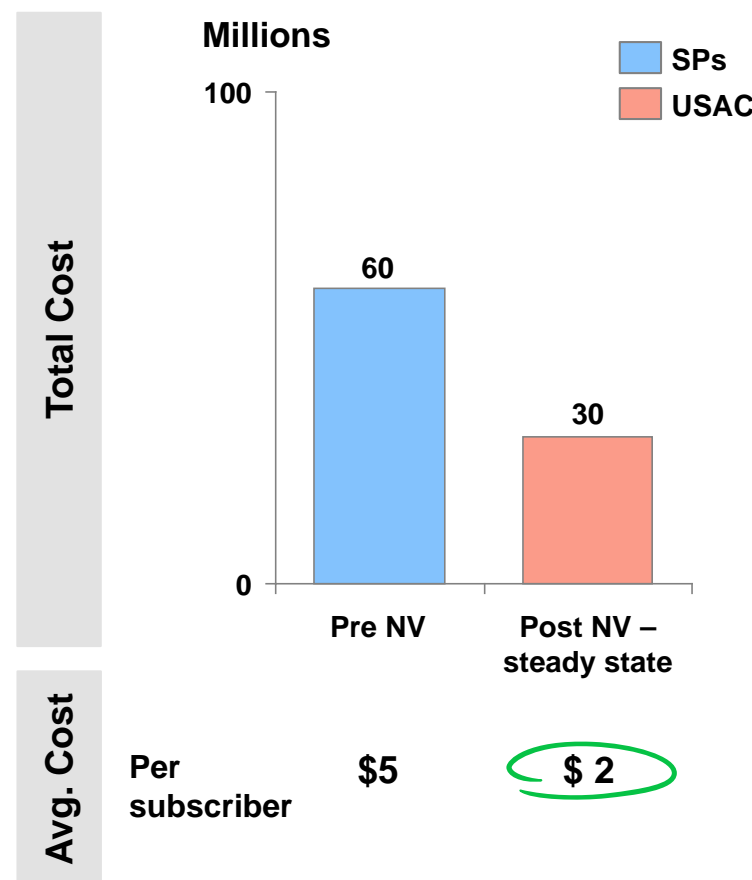 Millions
SPs
USAC
100
60
30
0
Total Cost
Pre NV
Post NV –
steady state
Avg. Cost
Per
subscriber
$5
$ 2